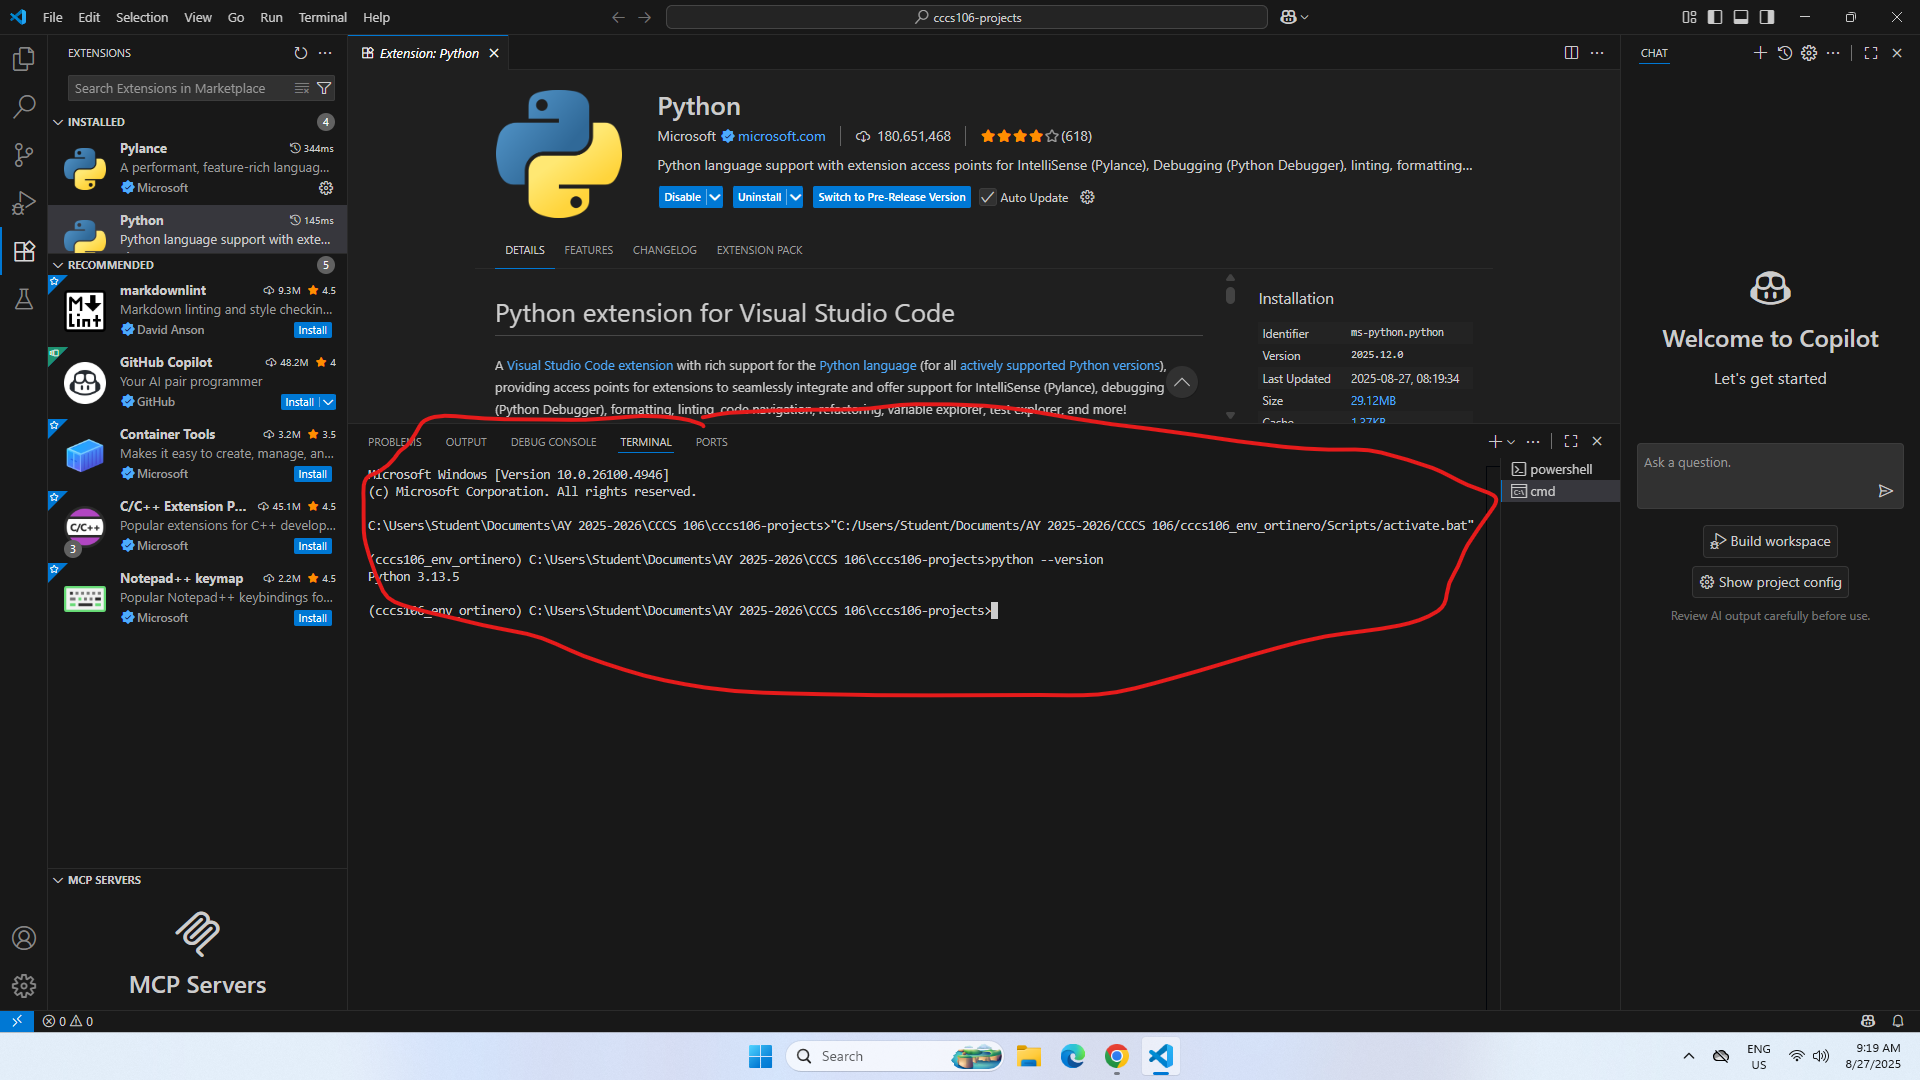 File Edit Selection View Go Run Terminal Help
cccs106-projects
EXTENSIONS
Search Extensions in Marketplace
INSTALLED 4
Pylance 344ms
A performant, feature-rich languag...
Microsoft
Python 145ms
Python language support with exte...
RECOMMENDED 5
markdownlint 9.3M 4.5
Markdown linting and style checkin...
David Anson Install
GitHub Copilot 48.2M 4
Your AI pair programmer
GitHub Install
Container Tools 3.2M 3.5
Makes it easy to create, manage, an...
Microsoft Install
C/C++ Extension P... 45.1M 4.5
Popular extensions for C++ develop...
3 Microsoft Install
Notepad++ keymap 2.2M 4.5
Popular Notepad++ keybindings fo...
Microsoft Install
MCP SERVERS
MCP Servers
Extension: Python
Python
Microsoft microsoft.com 180,651,468 (618)
Python language support with extension access points for IntelliSense (Pylance), Debugging (Python Debugger), linting, formatting...
Disable Uninstall Switch to Pre-Release Version Auto Update
DETAILS FEATURES CHANGELOG EXTENSION PACK
Python extension for Visual Studio Code
A Visual Studio Code extension with rich support for the Python language (for all actively supported Python versions),
providing access points for extensions to seamlessly integrate and offer support for IntelliSense (Pylance), debugging
(Python Debugger), formatting, linting, code navigation, refactoring, variable explorer, test explorer, and more!
Installation
Identifier ms-python.python
Version 2025.12.0
Last Updated 2025-08-27, 08:19:34
Size 29.12MB
Cache 1.37KB
PROBLEMS OUTPUT DEBUG CONSOLE TERMINAL PORTS
Microsoft Windows [Version 10.0.26100.4946]
(c) Microsoft Corporation. All rights reserved.
C:\Users\Student\Documents\AY 2025-2026\CCCS 106\cccs106-projects>"C:/Users/Student/Documents/AY 2025-2026/CCCS 106/cccs106_env_ortinero/Scripts/activate.bat"
(cccs106_env_ortinero) C:\Users\Student\Documents\AY 2025-2026\CCCS 106\cccs106-projects>python --version
Python 3.13.5
(cccs106_env_ortinero) C:\Users\Student\Documents\AY 2025-2026\CCCS 106\cccs106-projects>
powershell
cmd
CHAT
Welcome to Copilot
Let's get started
Ask a question.
Build workspace
Show project config
Review AI output carefully before use.
0 0
Search
ENG
US
9:19 AM
8/27/2025
M
Lint
C/C++